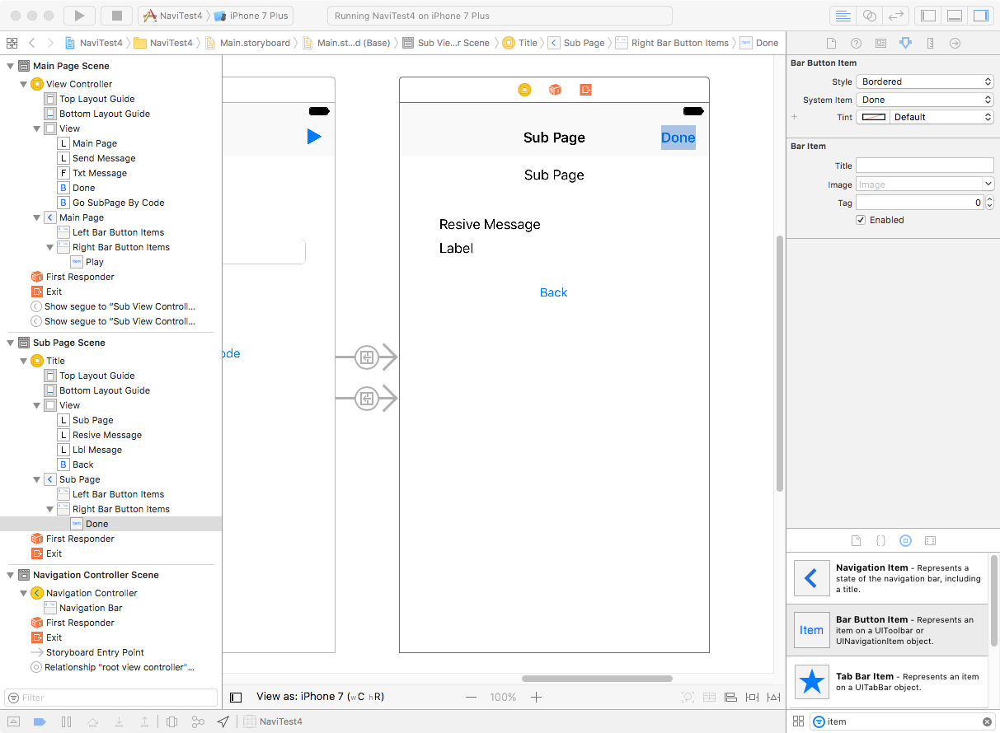 NaviTest4 iPhone 7 Plus
Running NaviTest4 on iPhone 7 Plus
NaviTest4 NaviTest4 Main.storyboard Main.st...d (Base) Sub Vie...r Scene Title Sub Page Right Bar Button Items Done
Main Page Scene
View Controller
Top Layout Guide
Bottom Layout Guide
View
L Main Page
L Send Message
F Txt Message
B Done
B Go SubPage By Code
Main Page
Left Bar Button Items
Right Bar Button Items
Item Play
First Responder
Exit
Show segue to “Sub View Controll...
Show segue to “Sub View Controll...
Sub Page Scene
Title
Top Layout Guide
Bottom Layout Guide
View
L Sub Page
L Resive Message
L Lbl Mesage
B Back
Sub Page
Left Bar Button Items
Right Bar Button Items
Item Done
First Responder
Exit
Navigation Controller Scene
Navigation Controller
Navigation Bar
First Responder
Exit
Storyboard Entry Point
Relationship "root view controller"...
Filter
ode
Sub Page
Done
Sub Page
Resive Message
Label
Back
View as: iPhone 7 (wC hR)
100%
NaviTest4
Bar Button Item
Style Bordered
System Item Done
Tint Default
Bar Item
Title
Image Image
Tag 0
Enabled
Navigation Item - Represents a
state of the navigation bar, including
a title.
Item
Bar Button Item - Represents an
item on a UIToolbar or
UINavigationItem object.
Tab Bar Item - Represents an item
on a UITabBar object.
item